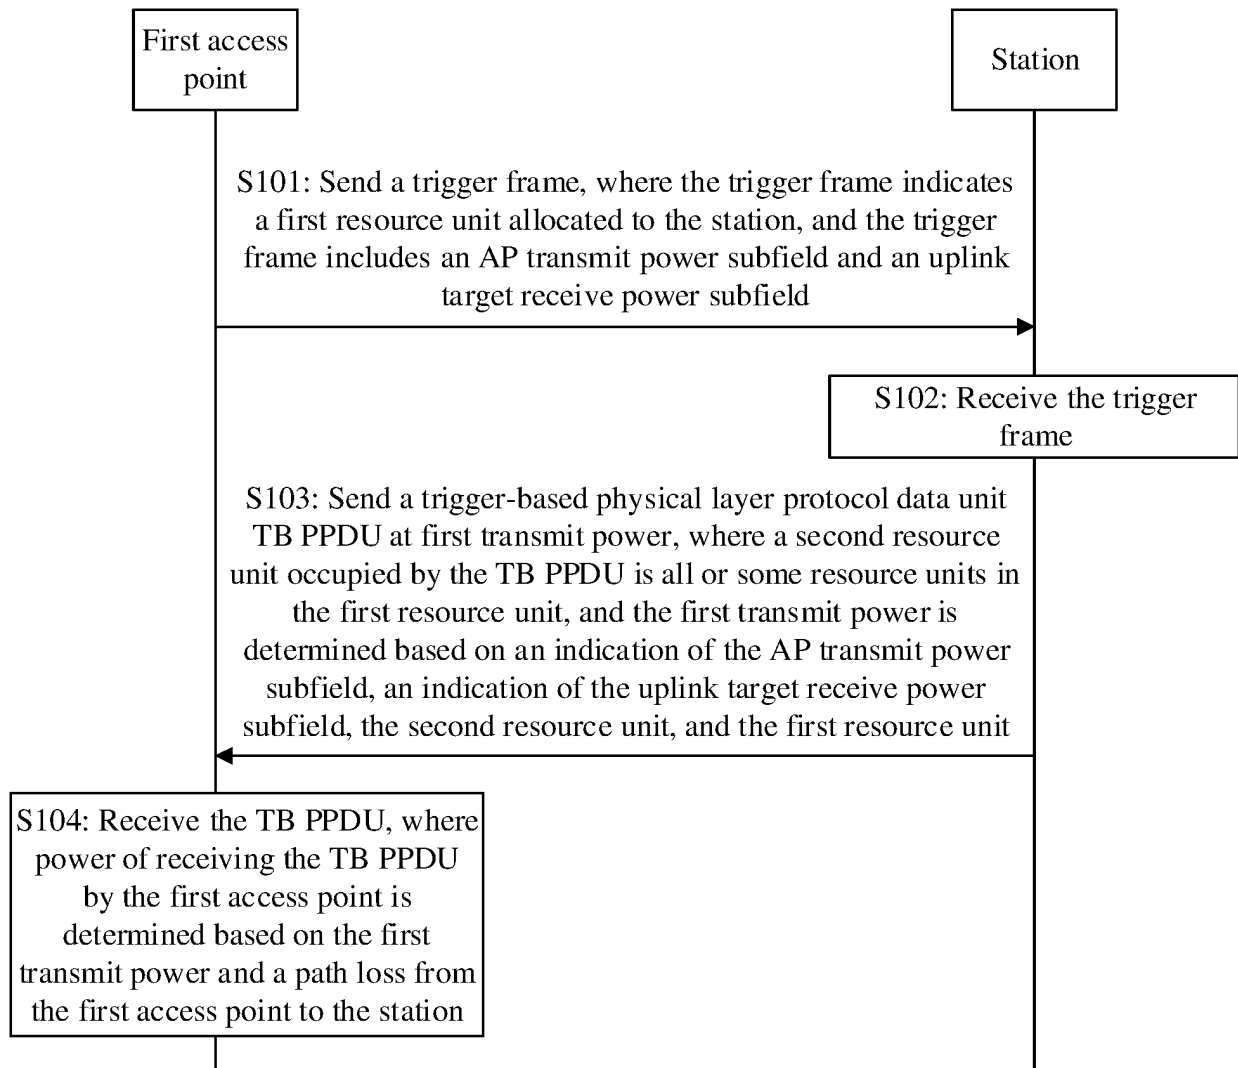 First access
point
Station
S101: Send a trigger frame, where the trigger frame indicates
a first resource unit allocated to the station, and the trigger
frame includes an AP transmit power subfield and an uplink
target receive power subfield
S102: Receive the trigger
frame
S103: Send a trigger-based physical layer protocol data unit
TB PPDU at first transmit power, where a second resource
unit occupied by the TB PPDU is all or some resource units in
the first resource unit, and the first transmit power is
determined based on an indication of the AP transmit power
subfield, an indication of the uplink target receive power
subfield, the second resource unit, and the first resource unit
S104: Receive the TB PPDU, where
power of receiving the TB PPDU
by the first access point is
determined based on the first
transmit power and a path loss from
the first access point to the station